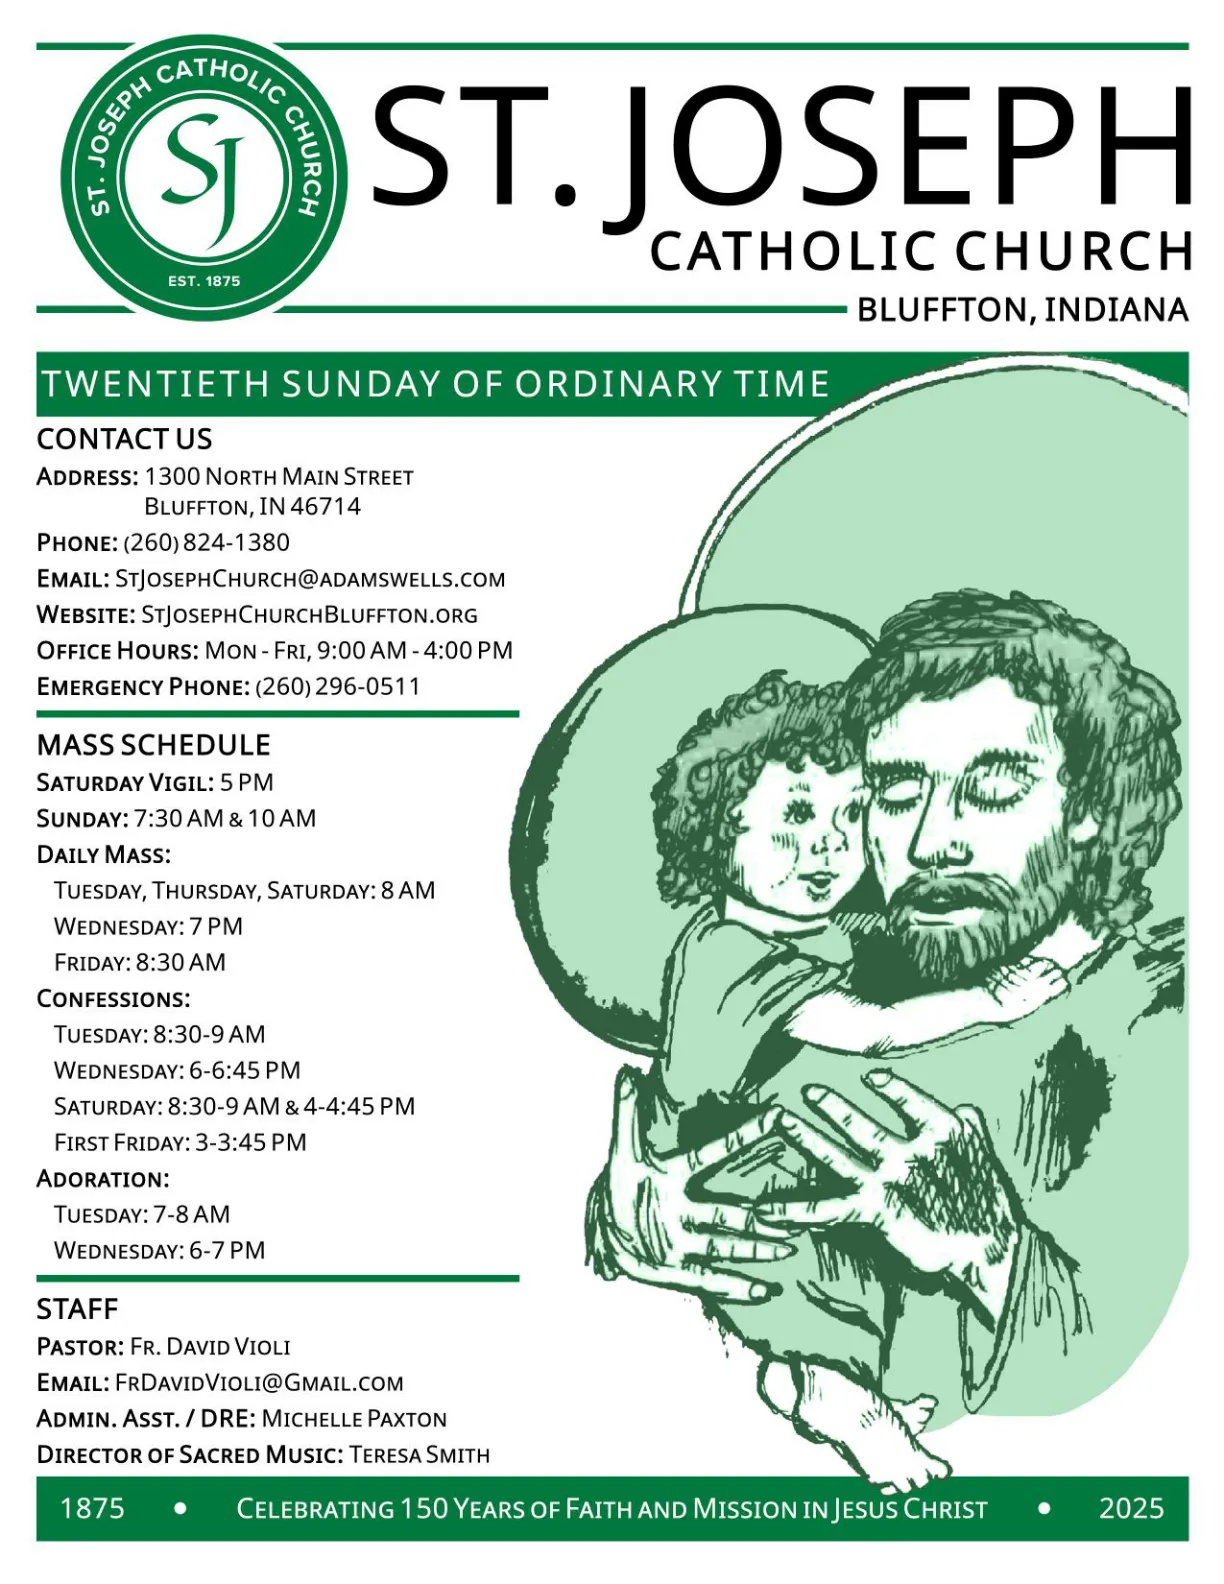 ST. JOSEPH CATHOLIC CHURCH
SJ
EST. 1875
ST. JOSEPH
CATHOLIC CHURCH
BLUFFTON, INDIANA
TWENTIETH SUNDAY OF ORDINARY TIME
CONTACT US
ADDRESS: 1300 NORTH MAIN STREET
BLUFFTON, IN 46714
PHONE: (260) 824-1380
EMAIL: STJOSEPHCHURCH@ADAMSWELLS.COM
WEBSITE: STJOSEPHCHURCHBLUFFTON.ORG
OFFICE HOURS: MON - FRI, 9:00 AM - 4:00 PM
EMERGENCY PHONE: (260) 296-0511
MASS SCHEDULE
SATURDAY VIGIL: 5 PM
SUNDAY: 7:30 AM & 10 AM
DAILY MASS:
TUESDAY, THURSDAY, SATURDAY: 8 AM
WEDNESDAY: 7 PM
FRIDAY: 8:30 AM
CONFESSIONS:
TUESDAY: 8:30-9 AM
WEDNESDAY: 6-6:45 PM
SATURDAY: 8:30-9 AM & 4-4:45 PM
FIRST FRIDAY: 3-3:45 PM
ADORATION:
TUESDAY: 7-8 AM
WEDNESDAY: 6-7 PM
STAFF
PASTOR: FR. DAVID VIOLI
EMAIL: FRDAVIDVIOLI@GMAIL.COM
ADMIN. ASST. / DRE: MICHELLE PAXTON
DIRECTOR OF SACRED MUSIC: TERESA SMITH
1875 • CELEBRATING 150 YEARS OF FAITH AND MISSION IN JESUS CHRIST • 2025